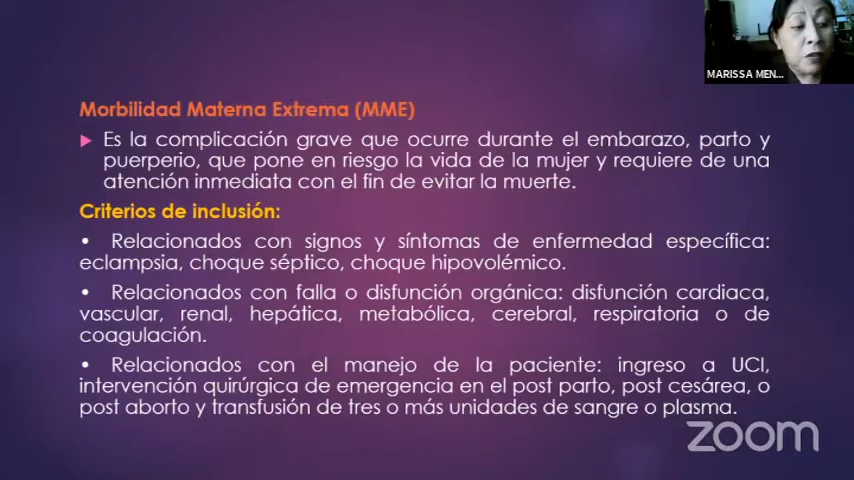 MARISSA MEN...
Morbilidad Materna Extrema (MME)
Es la complicación grave que ocurre durante el embarazo, parto y
puerperio, que pone en riesgo la vida de la mujer y requiere de una
atención inmediata con el fin de evitar la muerte.
Criterios de inclusión:
• Relacionados con signos y síntomas de enfermedad específica:
eclampsia, choque séptico, choque hipovolémico.
• Relacionados con falla o disfunción orgánica: disfunción cardiaca,
vascular, renal, hepática, metabólica, cerebral, respiratoria o de
coagulación.
• Relacionados con el manejo de la paciente: ingreso a UCI,
intervención quirúrgica de emergencia en el post parto, post cesárea, o
post aborto y transfusión de tres o más unidades de sangre o plasma.
zoom